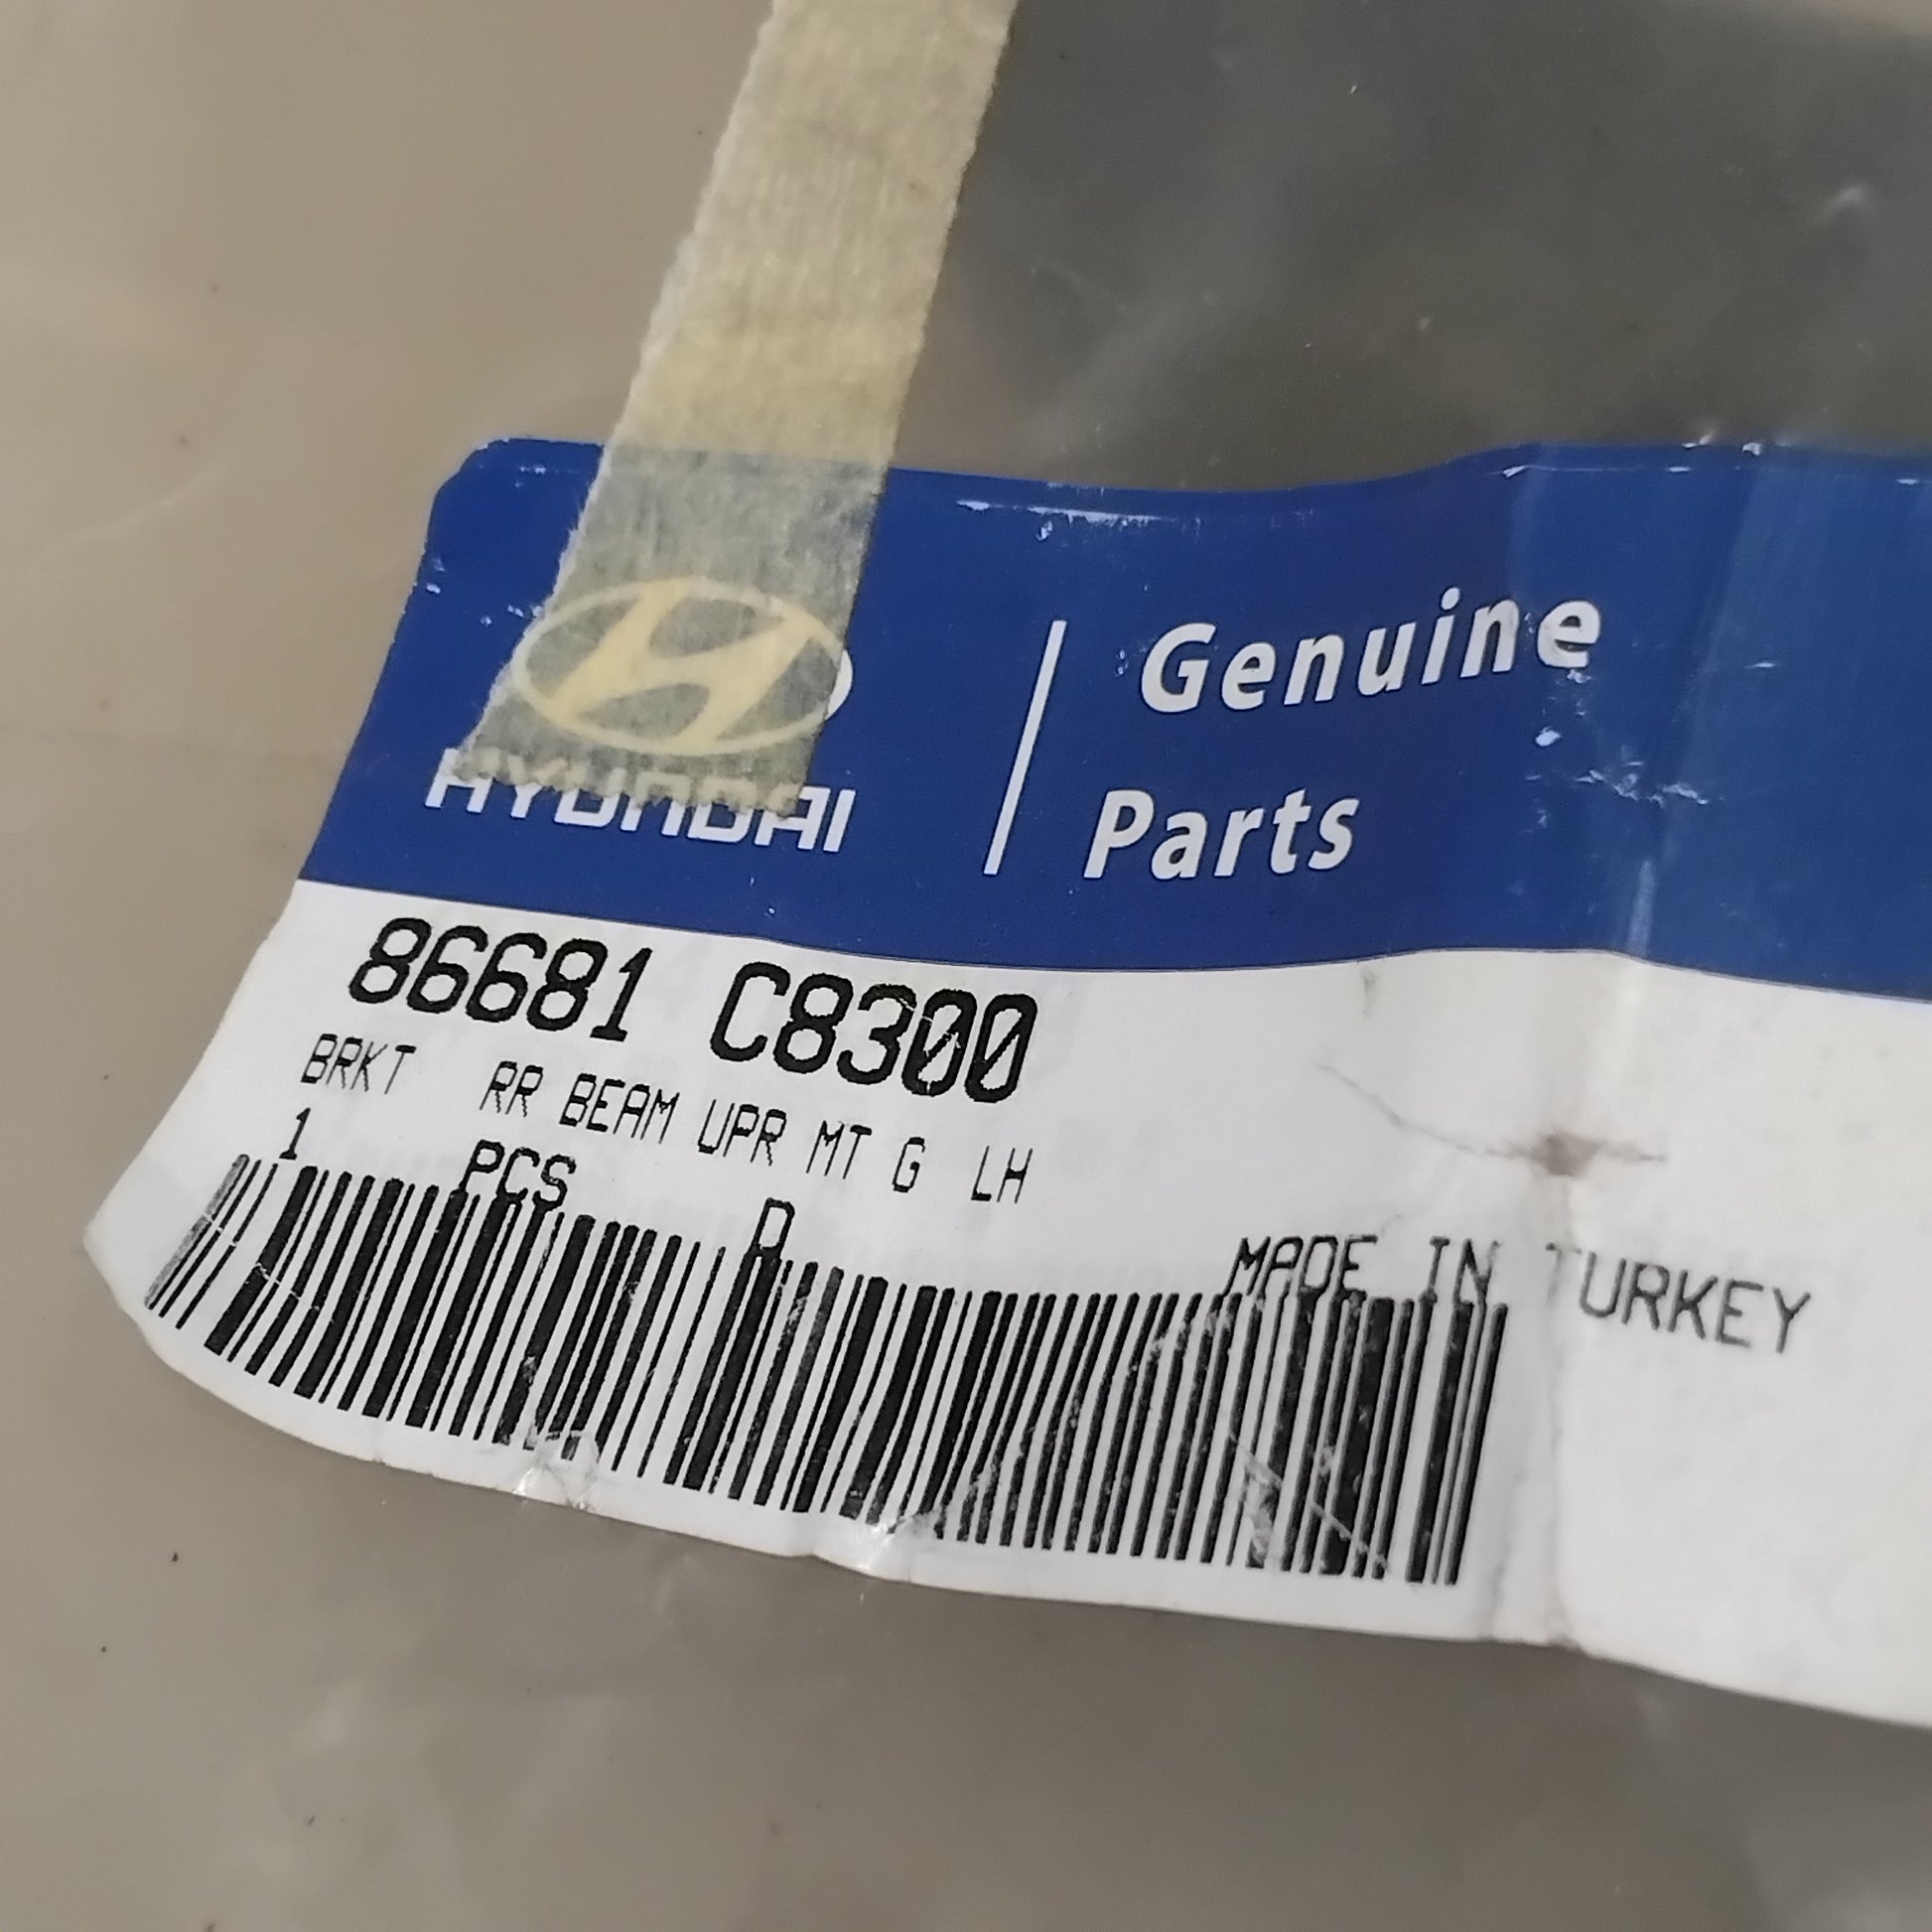 HYUNDAI
Genuine
Parts
86681 C8300
BRKT RR BEAM UPR MT G LH
1 PCS D
MADE IN TURKEY